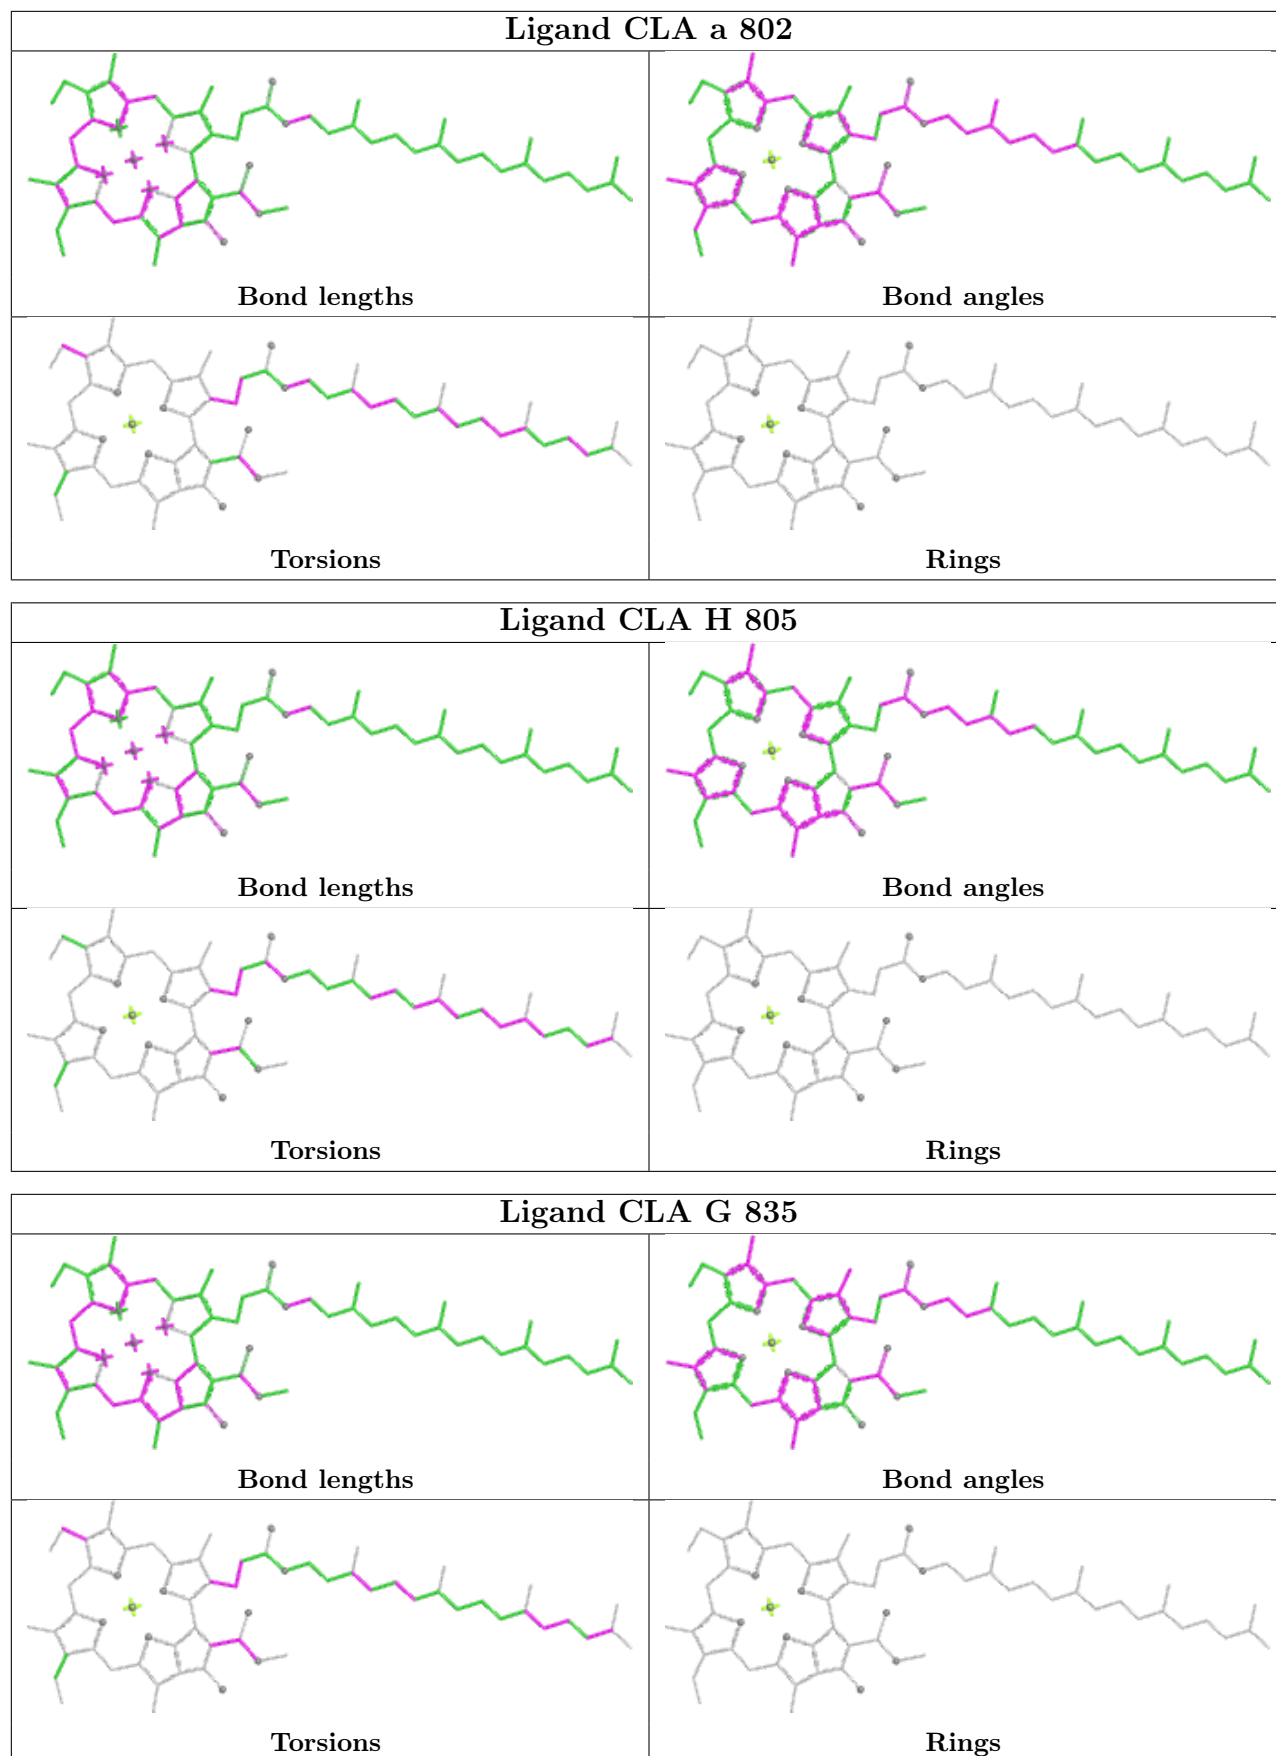 Ligand CLA a 802
Bond lengths
Bond angles
Torsions
Rings
Ligand CLA H 805
Bond lengths
Bond angles
Torsions
Rings
Ligand CLA G 835
Bond lengths
Bond angles
Torsions
Rings